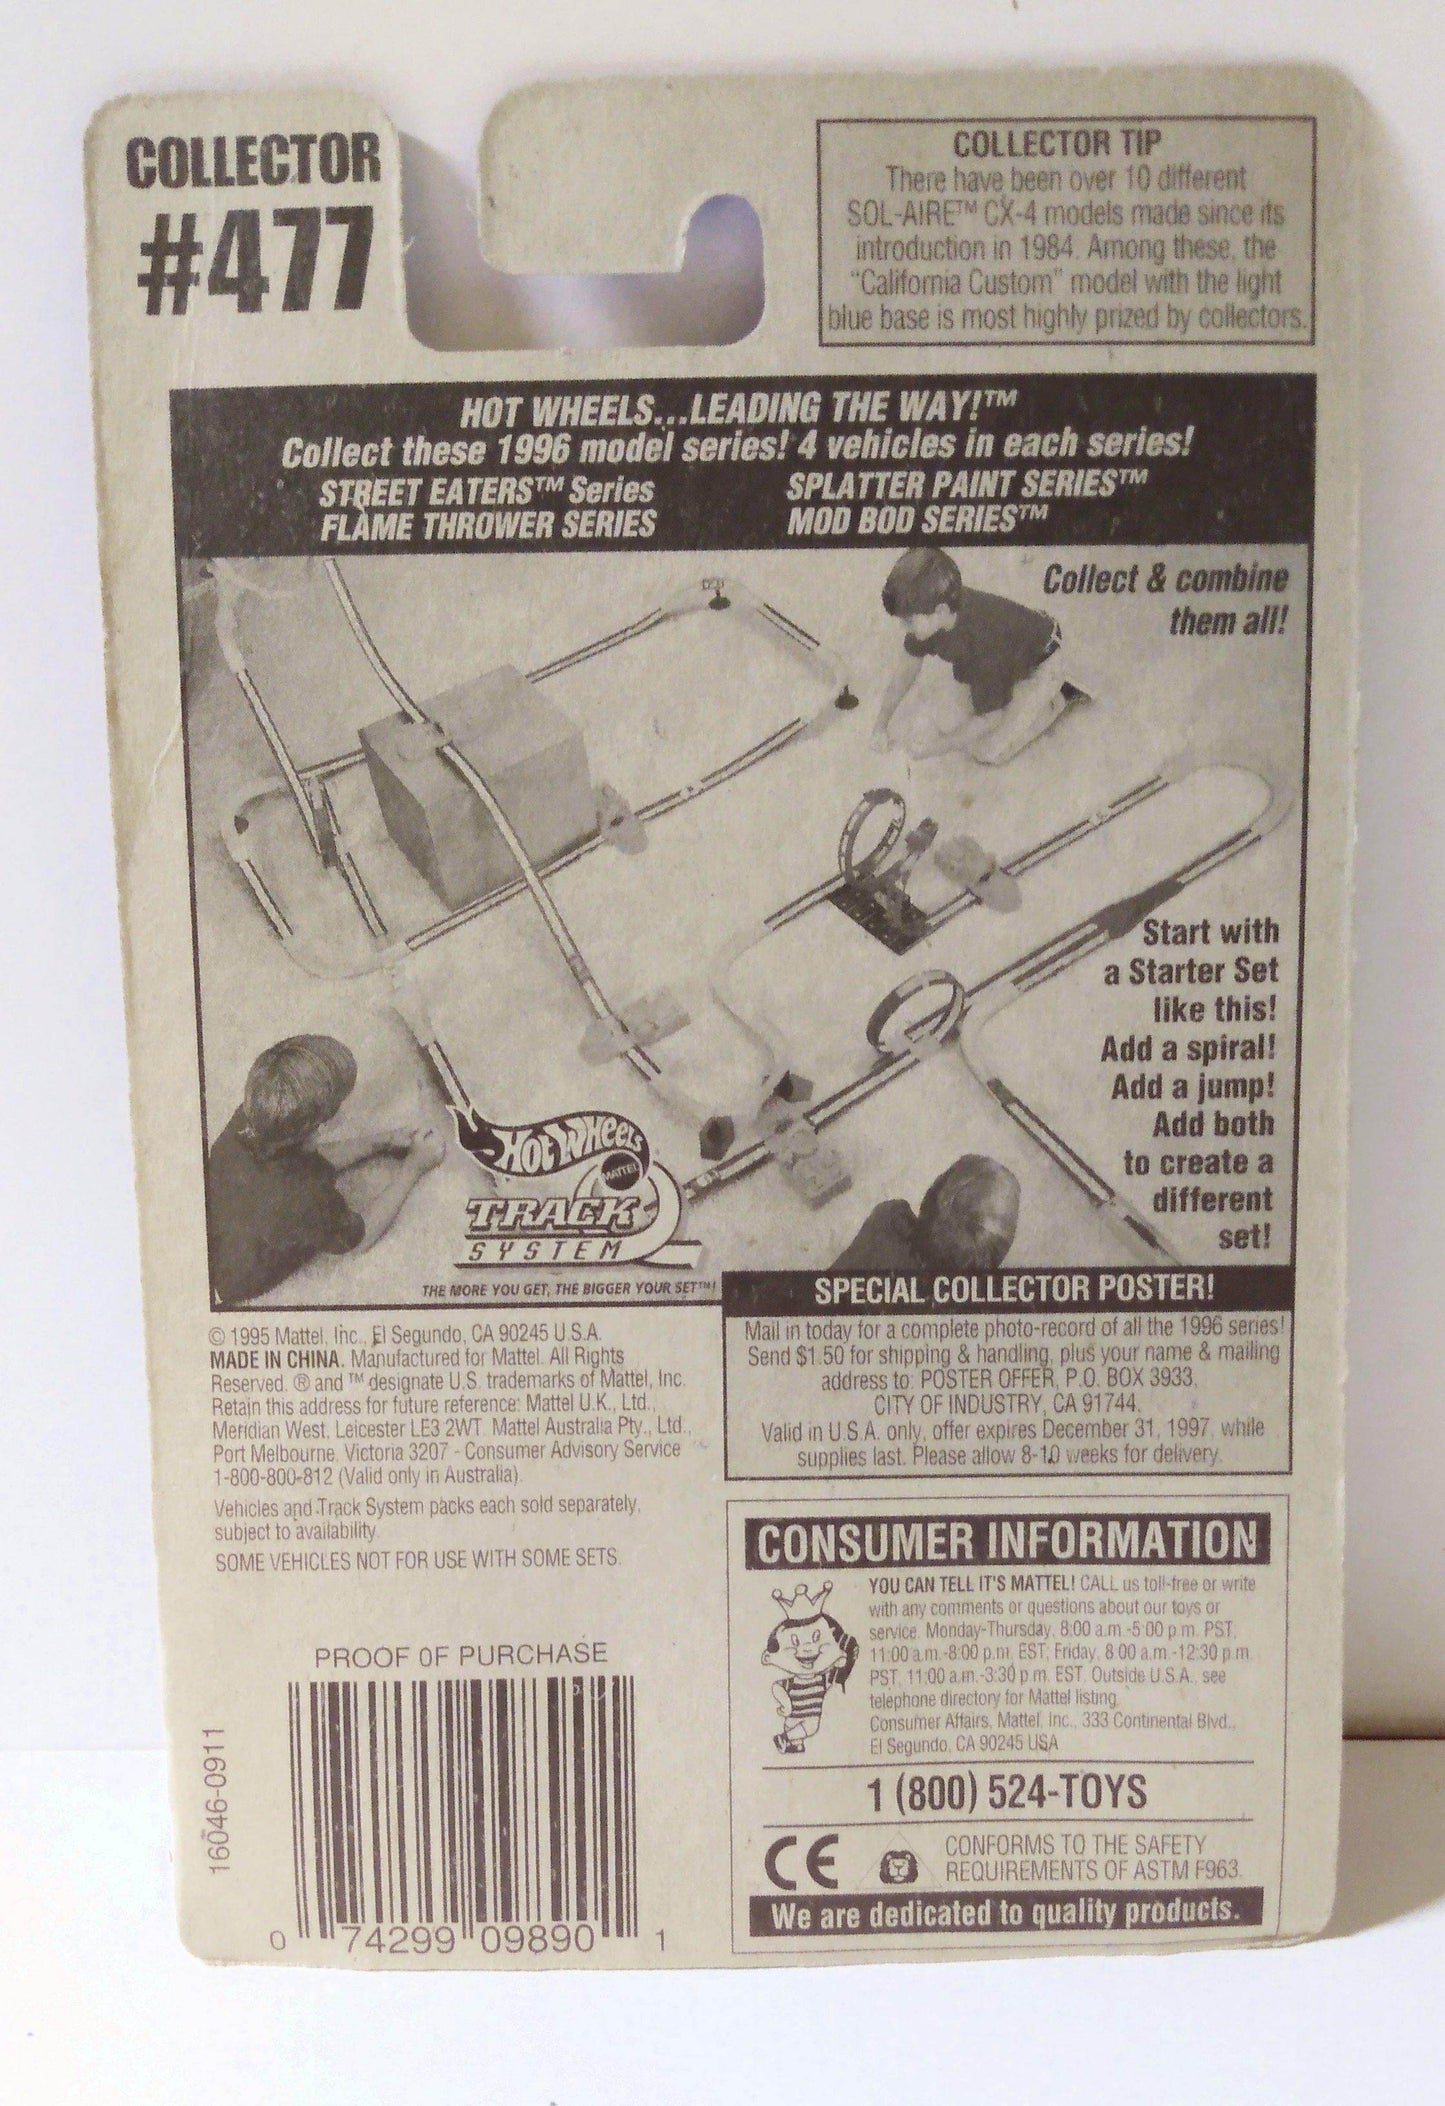 COLLECTOR
#477
COLLECTOR TIP
There have been over 10 different
SOL-AIRE™ CX-4 models made since its
introduction in 1984. Among these, the
"California Custom" model with the light
blue base is most highly prized by collectors.
HOT WHEELS...LEADING THE WAY!™
Collect these 1996 model series! 4 vehicles in each series!
STREET EATERS™ Series
FLAME THROWER SERIES
SPLATTER PAINT SERIES™
MOD BOD SERIES™
Collect & combine
them all!
Start with
a Starter Set
like this!
Add a spiral!
Add a jump!
Add both
to create a
different
set!
HOT WHEELS
MATTEL
TRACK
SYSTEM
THE MORE YOU GET, THE BIGGER YOUR SET™!
SPECIAL COLLECTOR POSTER!
Mail in today for a complete photo-record of all the 1996 series!
Send $1.50 for shipping & handling, plus your name & mailing
address to: POSTER OFFER, P.O. BOX 3933,
CITY OF INDUSTRY, CA 91744.
Valid in U.S.A. only, offer expires December 31, 1997, while
supplies last. Please allow 8-10 weeks for delivery.
© 1995 Mattel, Inc., El Segundo, CA 90245 U.S.A.
MADE IN CHINA. Manufactured for Mattel. All Rights
Reserved. ® and ™ designate U.S. trademarks of Mattel, Inc.
Retain this address for future reference: Mattel U.K., Ltd.,
Meridian West, Leicester LE3 2WT. Mattel Australia Pty., Ltd.,
Port Melbourne, Victoria 3207 - Consumer Advisory Service
1-800-800-812 (Valid only in Australia).
Vehicles and Track System packs each sold separately,
subject to availability.
SOME VEHICLES NOT FOR USE WITH SOME SETS.
CONSUMER INFORMATION
YOU CAN TELL IT'S MATTEL! CALL us toll-free or write
with any comments or questions about our toys or
service. Monday-Thursday, 8:00 a.m.-5:00 p.m. PST,
11:00 a.m.-8:00 p.m. EST; Friday, 8:00 a.m.-12:30 p.m.
PST, 11:00 a.m.-3:30 p.m. EST. Outside U.S.A., see
telephone directory for Mattel listing.
Consumer Affairs, Mattel, Inc., 333 Continental Blvd.,
El Segundo, CA 90245 USA
1 (800) 524-TOYS
CE
CONFORMS TO THE SAFETY
REQUIREMENTS OF ASTM F963.
We are dedicated to quality products.
PROOF OF PURCHASE
16046-0911
0 74299 09890 1